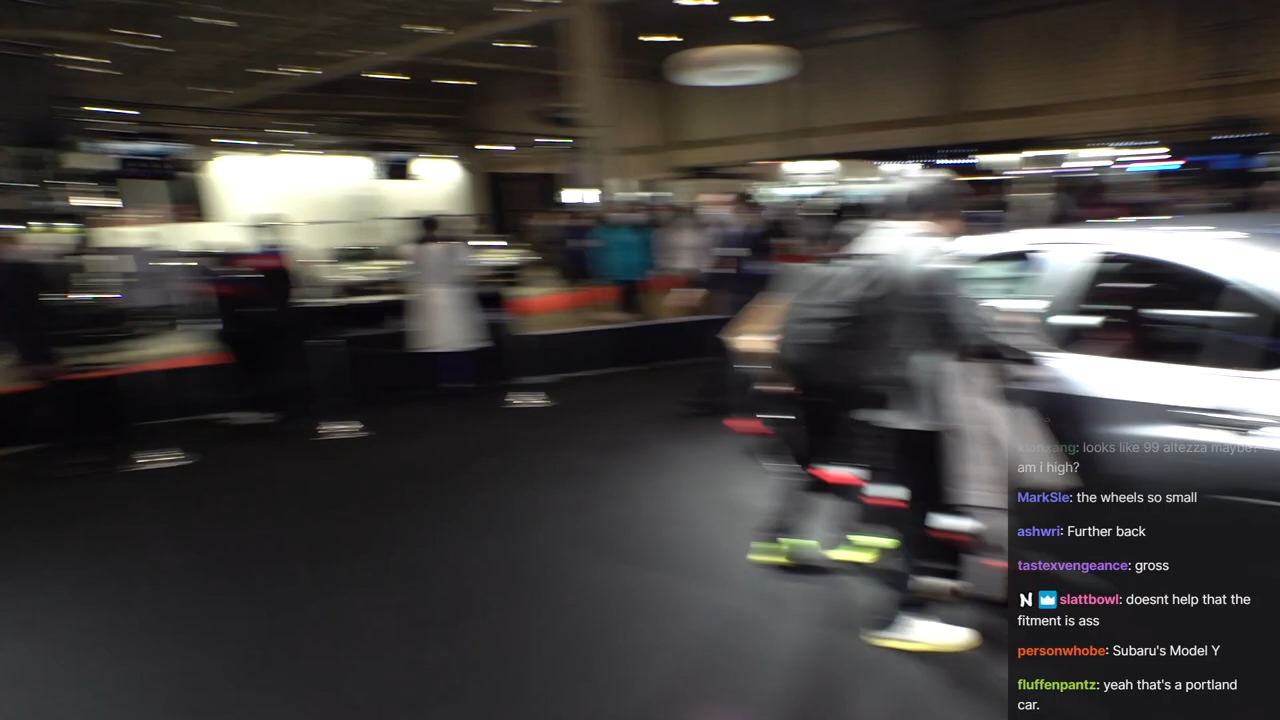 xianxang: looks like 99 altezza maybe?
am i high?
MarkSle: the wheels so small
ashwri: Further back
tastexvengeance: gross
slattbowl: doesnt help that the
fitment is ass
personwhobe: Subaru's Model Y
fluffenpantz: yeah that's a portland
car.